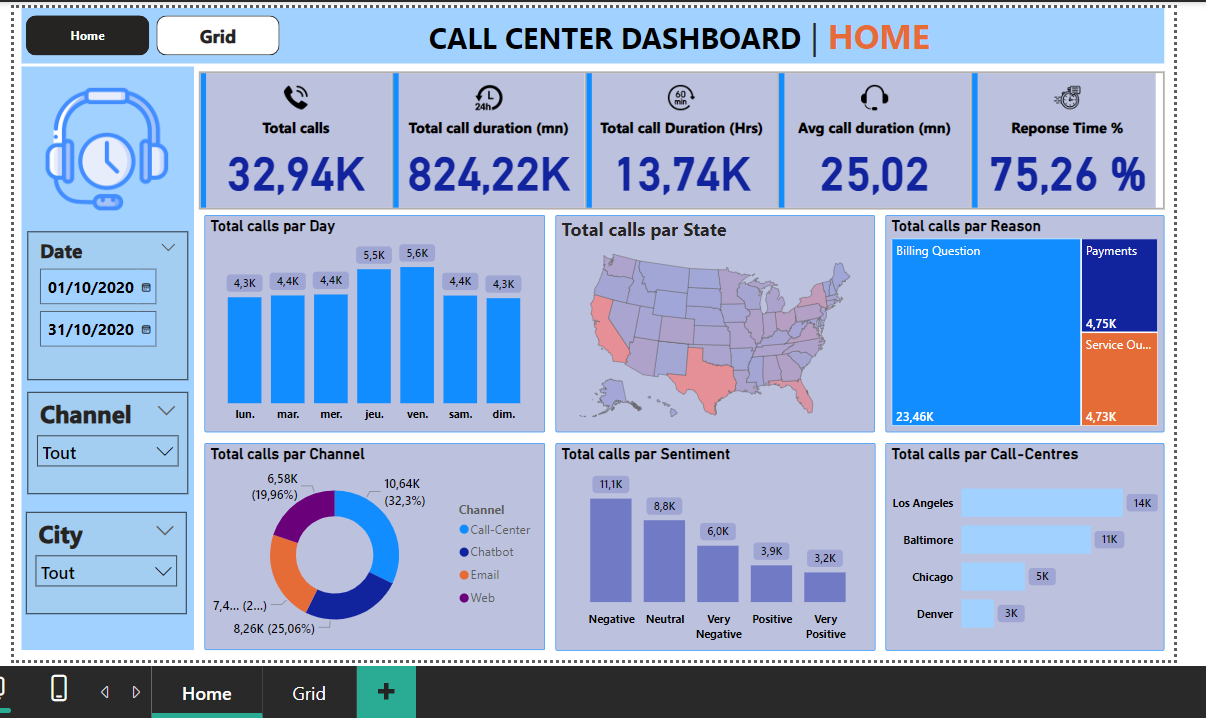 Home
Grid
CALL CENTER DASHBOARD | HOME
Total calls
32,94K
24h
Total call duration (mn)
824,22K
60
min
Total call Duration (Hrs)
13,74K
Avg call duration (mn)
25,02
Reponse Time %
75,26 %
Date
01/10/2020
31/10/2020
Channel
Tout
City
Tout
Total calls par Day
4,3K
4,4K
4,4K
5,5K
5,6K
4,4K
4,3K
lun.
mar.
mer.
jeu.
ven.
sam.
dim.
Total calls par State
Total calls par Reason
Billing Question
23,46K
Payments
4,75K
Service Ou...
4,73K
Total calls par Channel
6,58K
(19,96%)
10,64K
(32,3%)
7,4... (2...)
8,26K (25,06%)
Channel
Call-Center
Chatbot
Email
Web
Total calls par Sentiment
11,1K
8,8K
6,0K
3,9K
3,2K
Negative
Neutral
Very
Negative
Positive
Very
Positive
Total calls par Call-Centres
Los Angeles
14K
Baltimore
11K
Chicago
5K
Denver
3K
Home
Grid
+